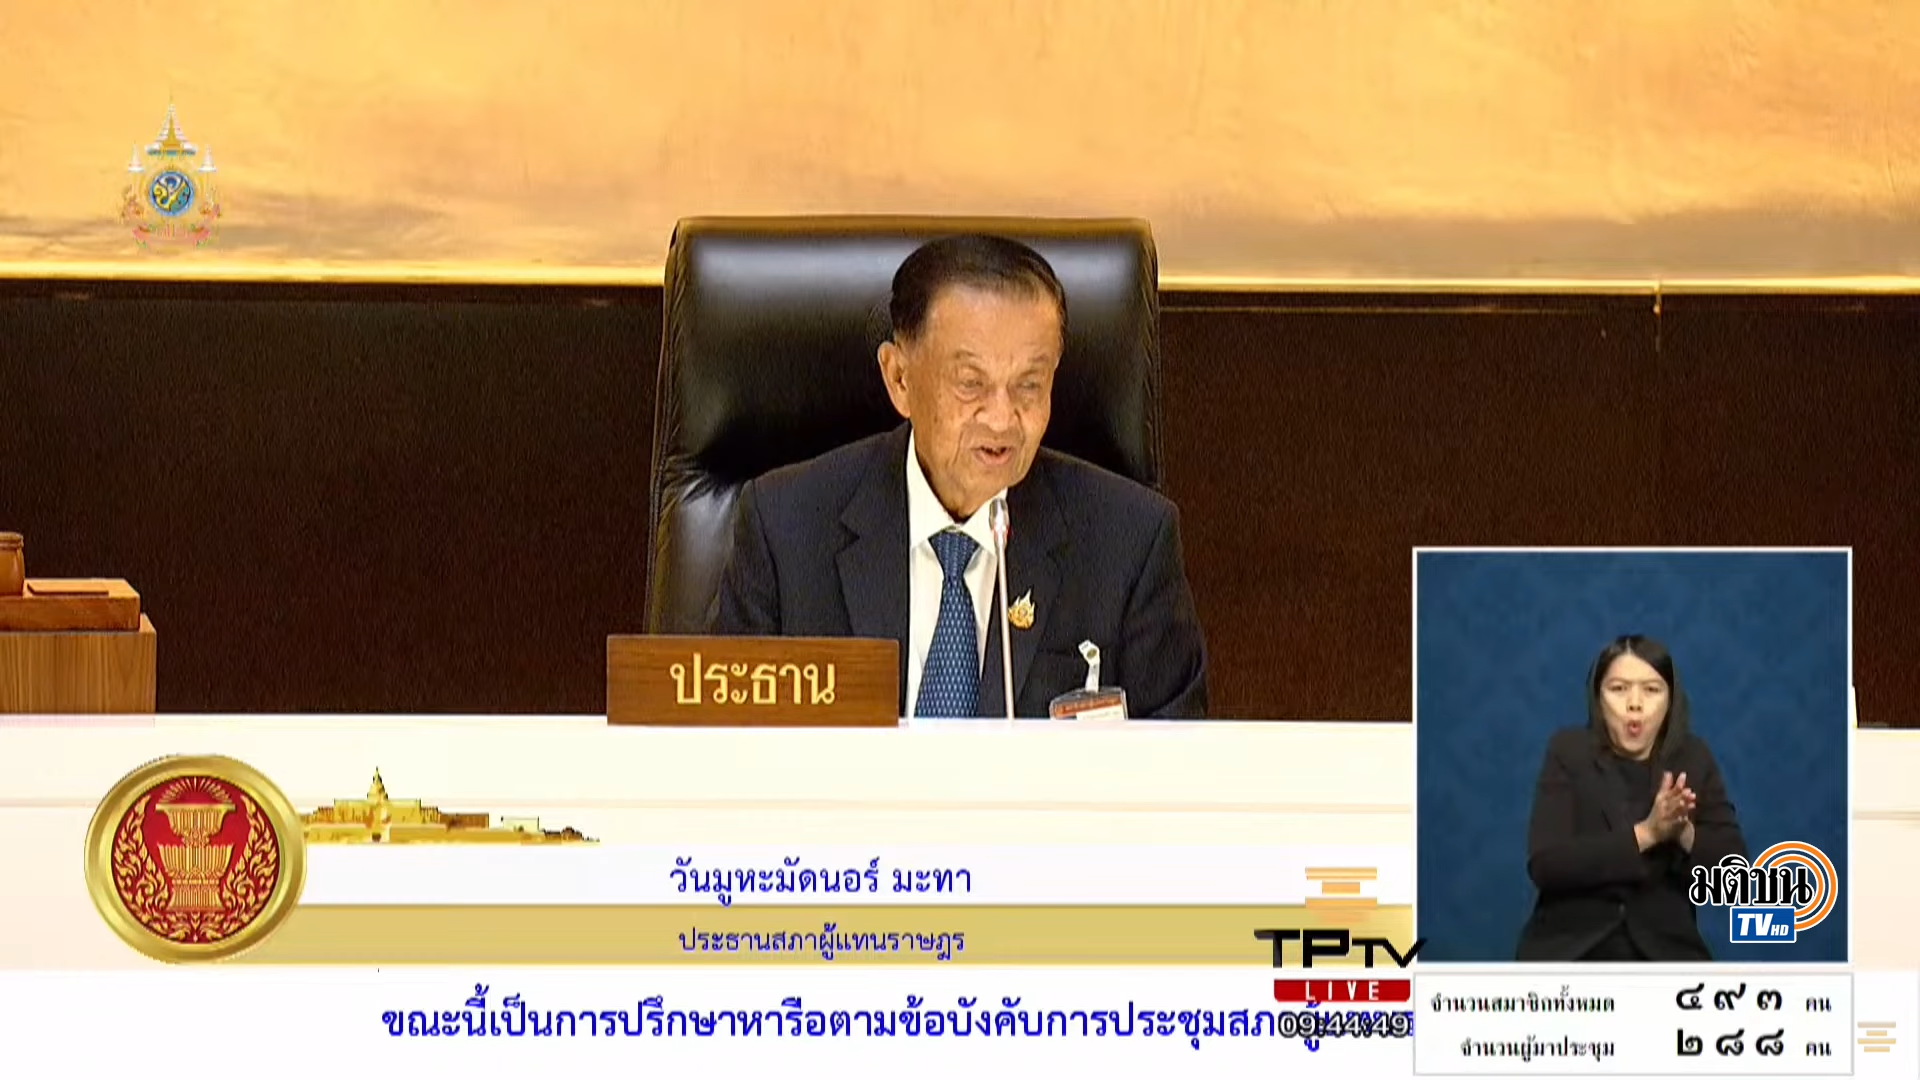 ประธาน
วันมูหะมัดนอร์ มะทา
ประธานสภาผู้แทนราษฎร
มติชน
TV HD
TPTV
LIVE
09:44:49
ขณะนี้เป็นการปรึกษาหารือตามข้อบังคับการประชุมสภา
จำนวนสมาชิกทั้งหมด ๔๙๓ คน
จำนวนผู้มาประชุม ๒๘๘ คน